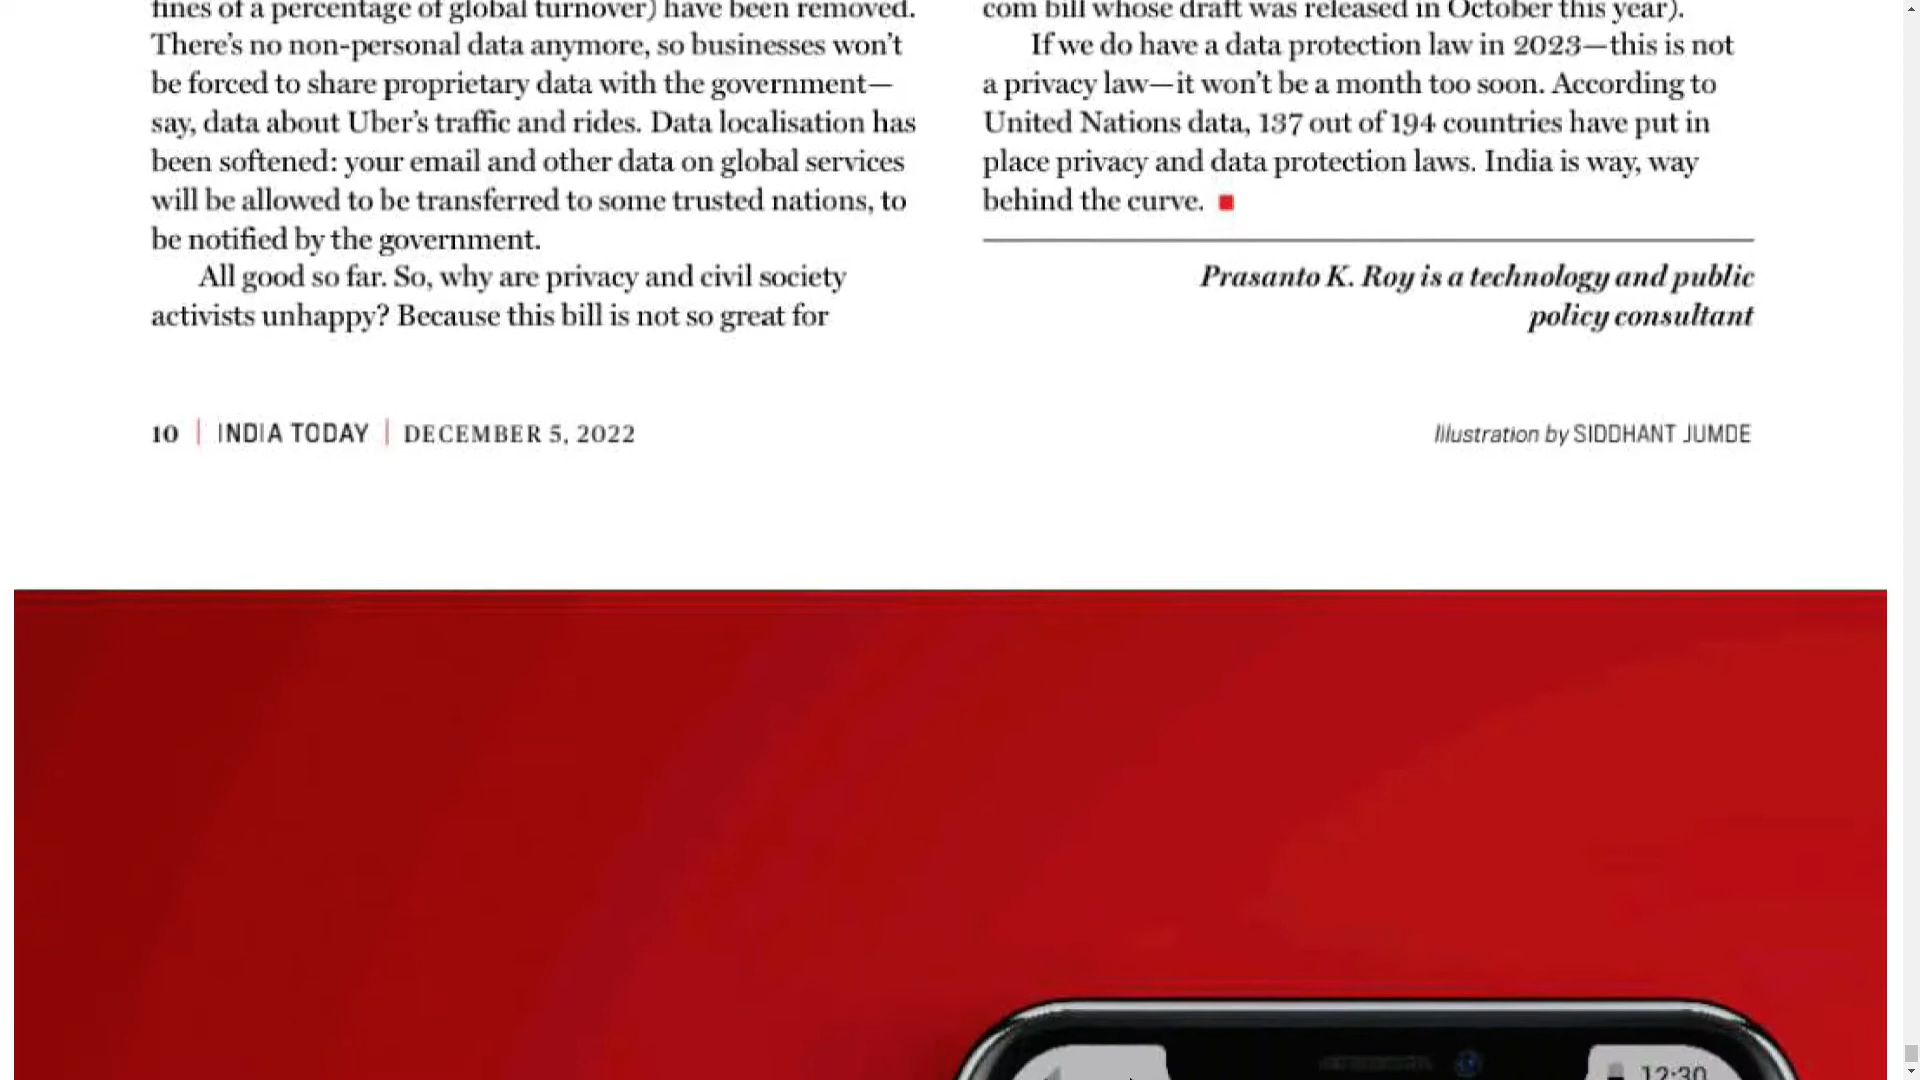 fines of a percentage of global turnover) have been removed.
There's no non-personal data anymore, so businesses won't
be forced to share proprietary data with the government—
say, data about Uber's traffic and rides. Data localisation has
been softened: your email and other data on global services
will be allowed to be transferred to some trusted nations, to
be notified by the government.
All good so far. So, why are privacy and civil society
activists unhappy? Because this bill is not so great for
com bill whose draft was released in October this year).
If we do have a data protection law in 2023—this is not
a privacy law—it won't be a month too soon. According to
United Nations data, 137 out of 194 countries have put in
place privacy and data protection laws. India is way, way
behind the curve.
Prasanto K. Roy is a technology and public
policy consultant
10 | INDIA TODAY | DECEMBER 5, 2022
Illustration by SIDDHANT JUMDE
12:30